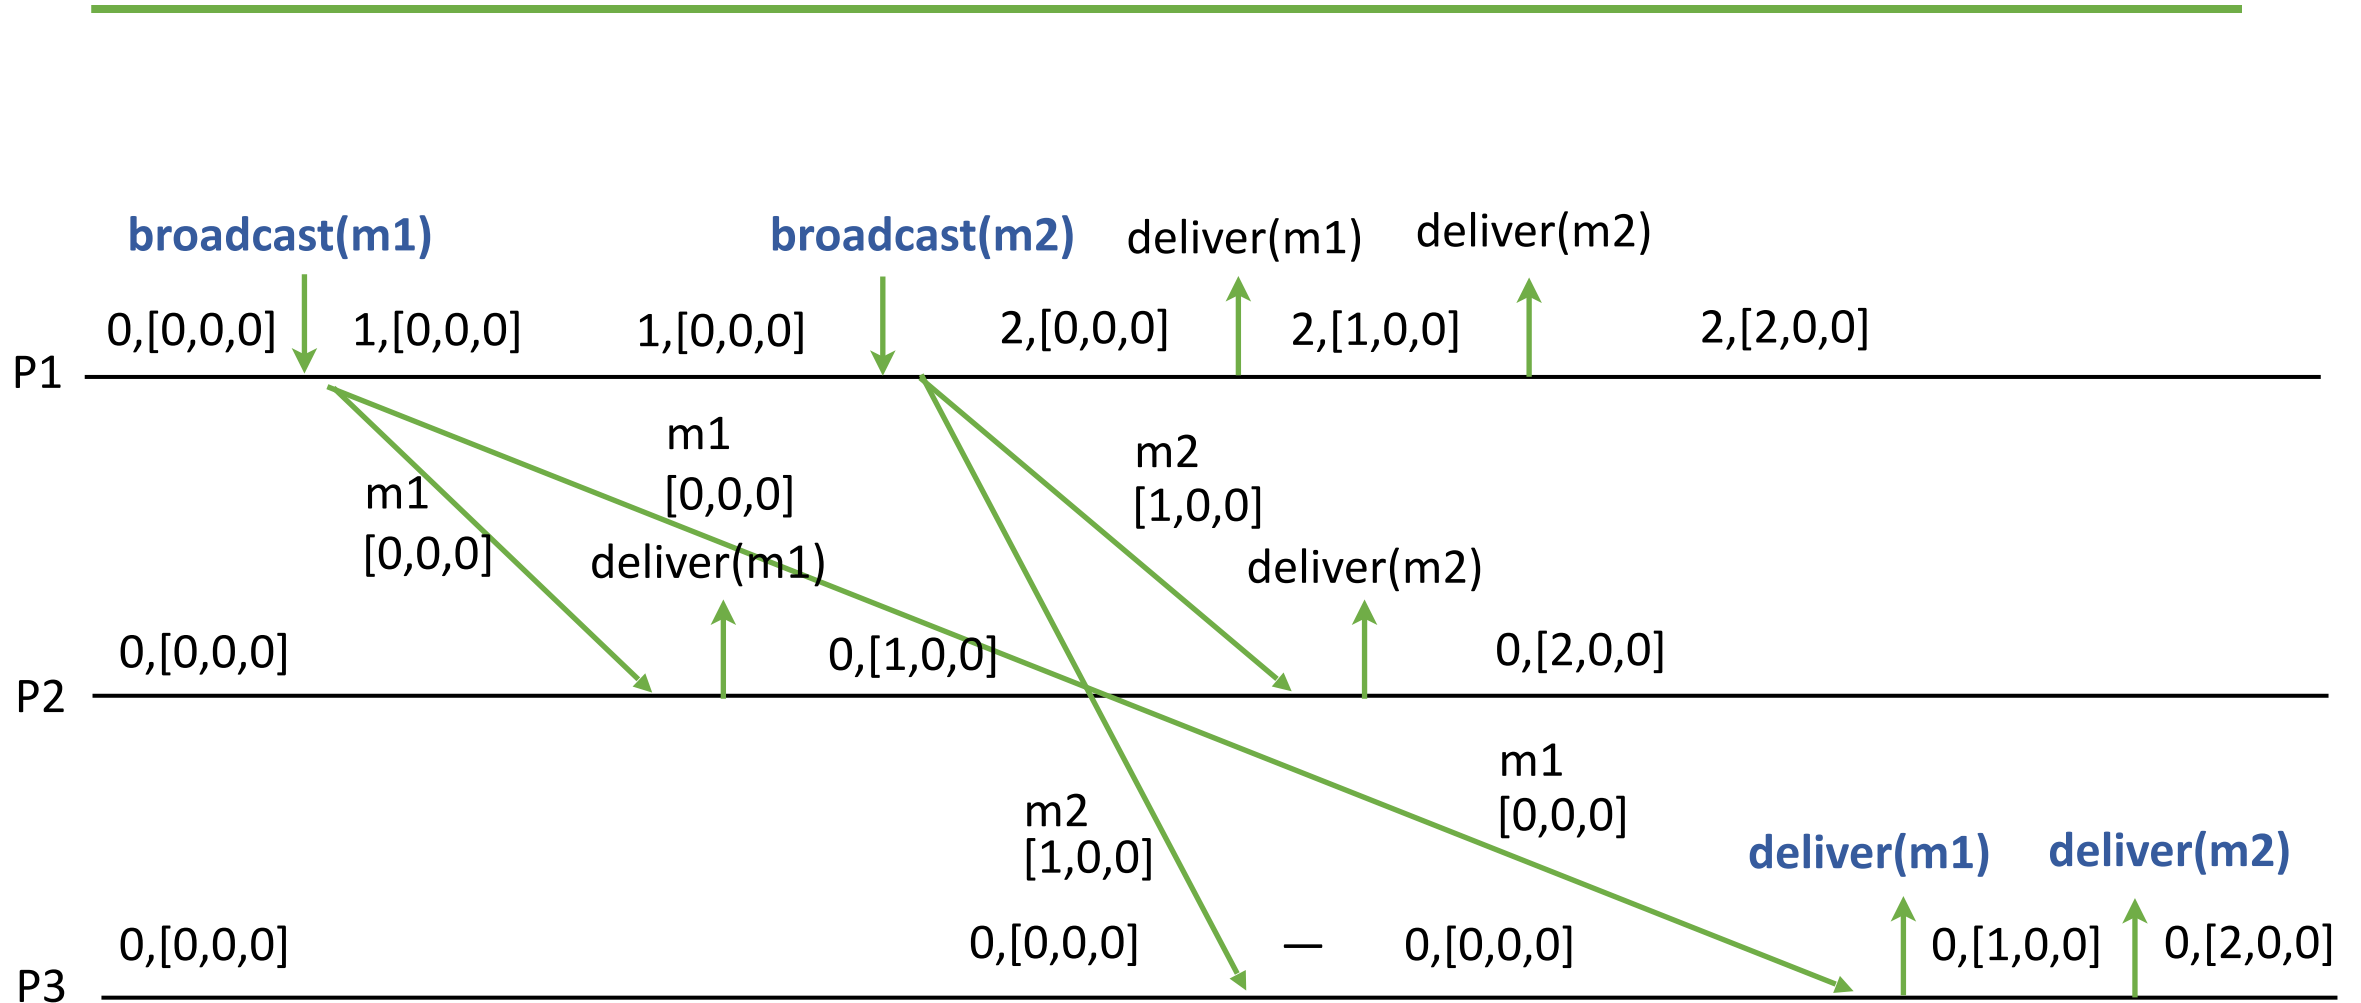 broadcast(m1)
broadcast(m2)
deliver(m1)
deliver(m2)
0,[0,0,0]
1,[0,0,0]
1,[0,0,0]
2,[0,0,0]
2,[1,0,0]
2,[2,0,0]
P1
m1
[0,0,0]
m1
[0,0,0]
m2
[1,0,0]
deliver(m1)
deliver(m2)
0,[0,0,0]
0,[1,0,0]
0,[2,0,0]
P2
m2
[1,0,0]
m1
[0,0,0]
deliver(m1)
deliver(m2)
0,[0,0,0]
0,[0,0,0]
—
0,[0,0,0]
0,[1,0,0]
0,[2,0,0]
P3